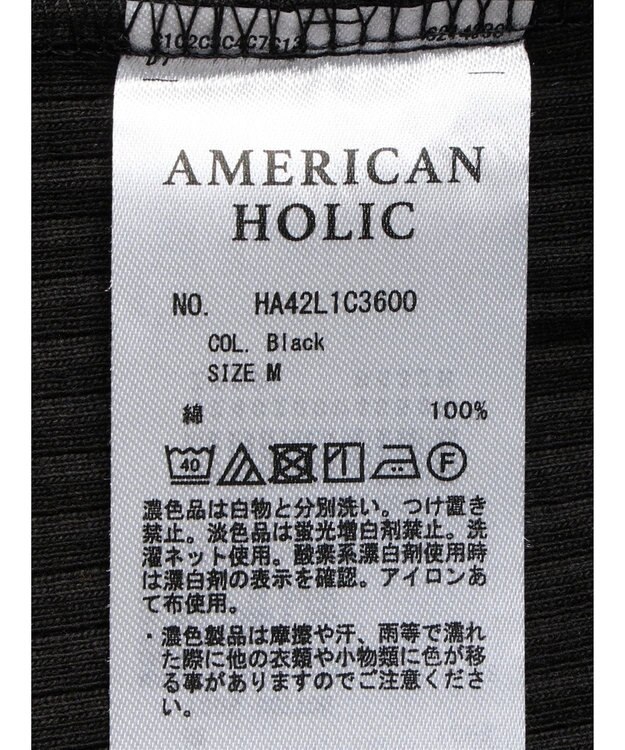 AMERICAN
HOLIC
NO. HA42L1C3600
COL. Black
SIZE M
綿 100%
40 F
濃色品は白物と分別洗い。つけ置き
禁止。淡色品は蛍光増白剤禁止。洗
濯ネット使用。酸素系漂白剤使用時
は漂白剤の表示を確認。アイロンあ
て布使用。
・濃色製品は摩擦や汗、雨等で濡れ
た際に他の衣類や小物類に色が移
る事がありますのでご注意くださ
い。